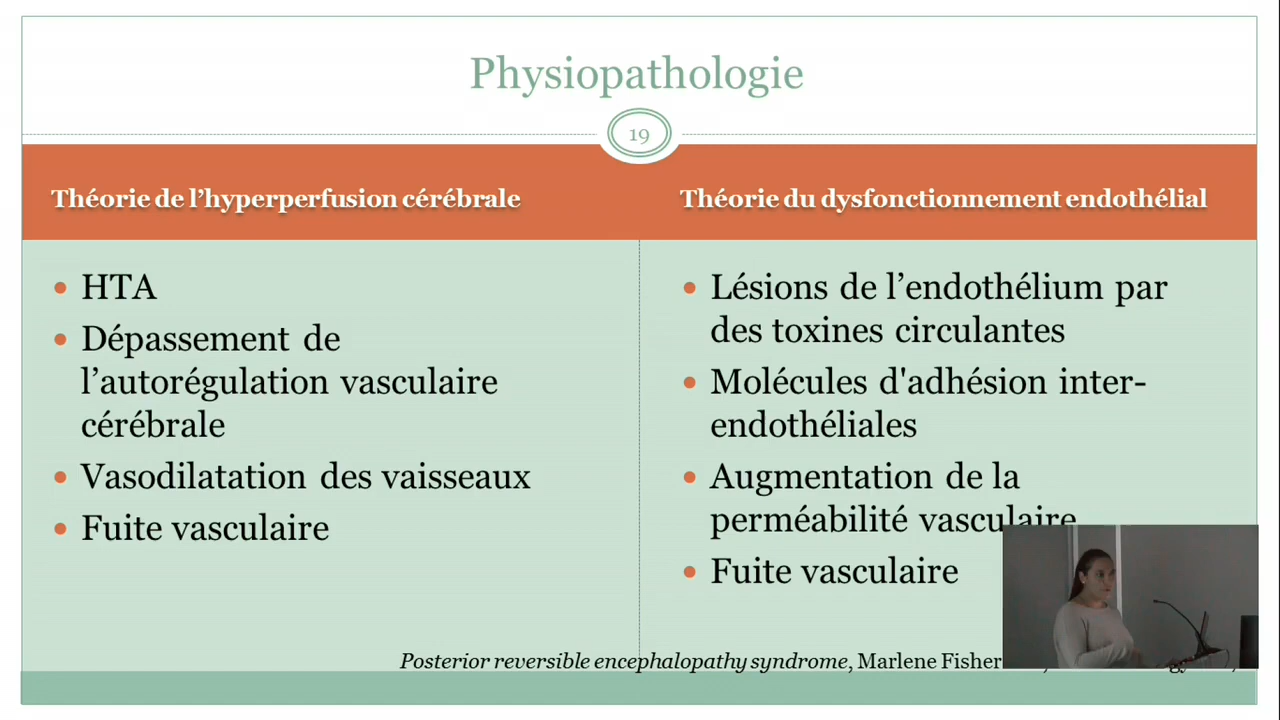 Physiopathologie
19
Théorie de l’hyperperfusion cérébrale
HTA
Dépassement de
l’autorégulation vasculaire
cérébrale
Vasodilatation des vaisseaux
Fuite vasculaire
Théorie du dysfonctionnement endothélial
Lésions de l’endothélium par
des toxines circulantes
Molécules d'adhésion inter-
endothéliales
Augmentation de la
perméabilité vasculaire
Fuite vasculaire
Posterior reversible encephalopathy syndrome, Marlene Fisher